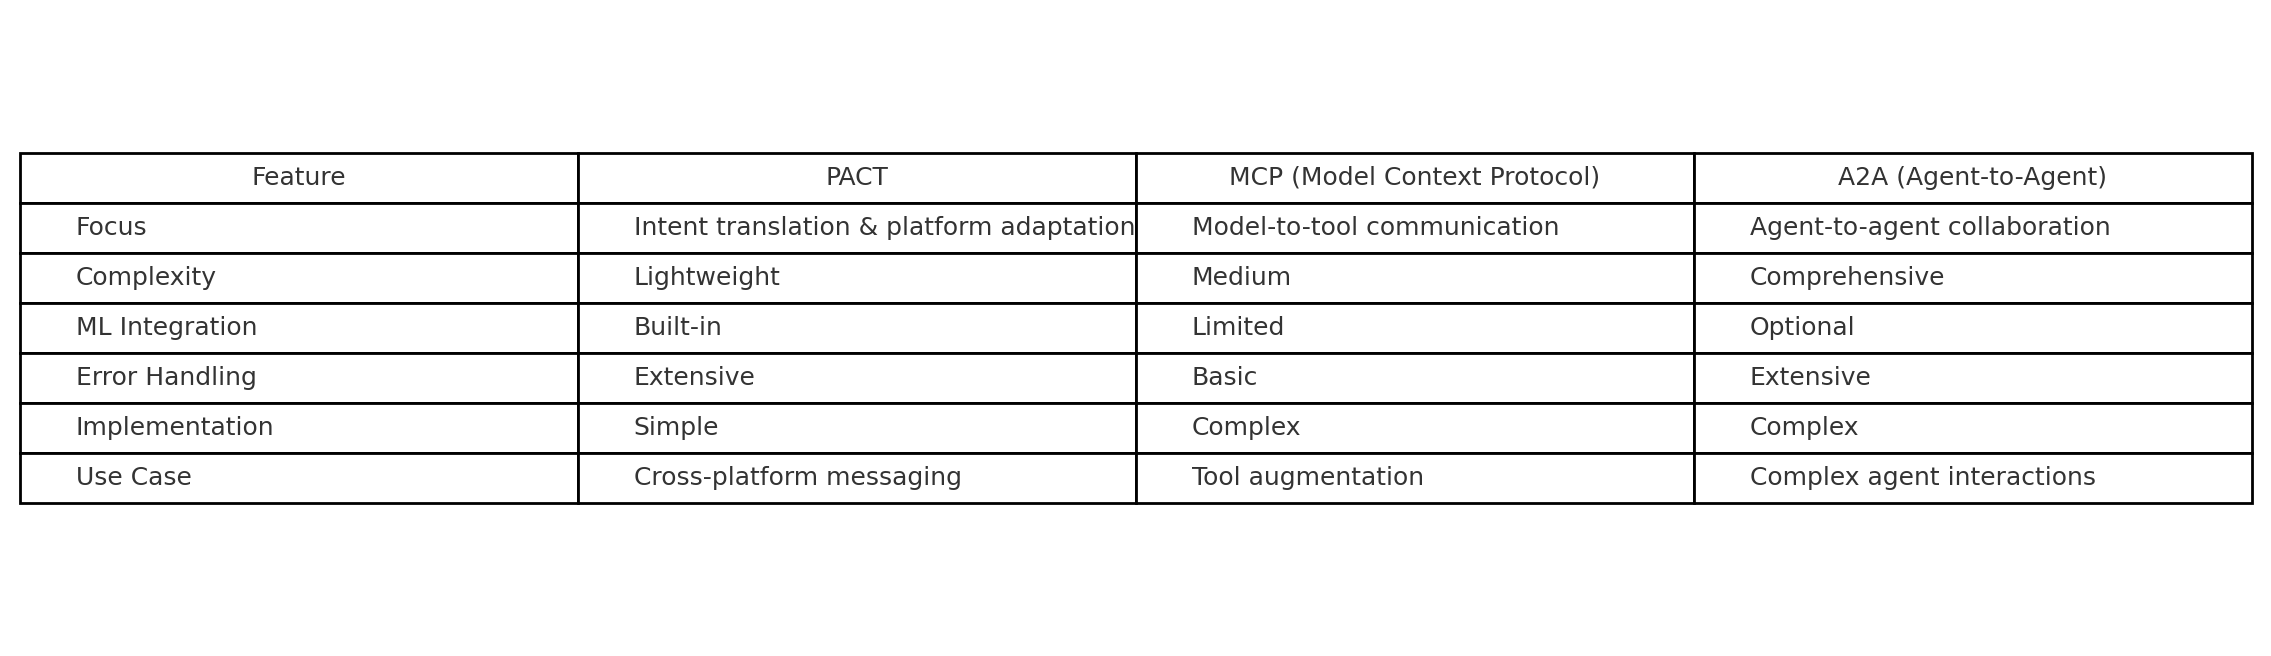 Feature PACT MCP (Model Context Protocol) A2A (Agent-to-Agent)
Focus Intent translation & platform adaptation Model-to-tool communication Agent-to-agent collaboration
Complexity Lightweight Medium Comprehensive
ML Integration Built-in Limited Optional
Error Handling Extensive Basic Extensive
Implementation Simple Complex Complex
Use Case Cross-platform messaging Tool augmentation Complex agent interactions